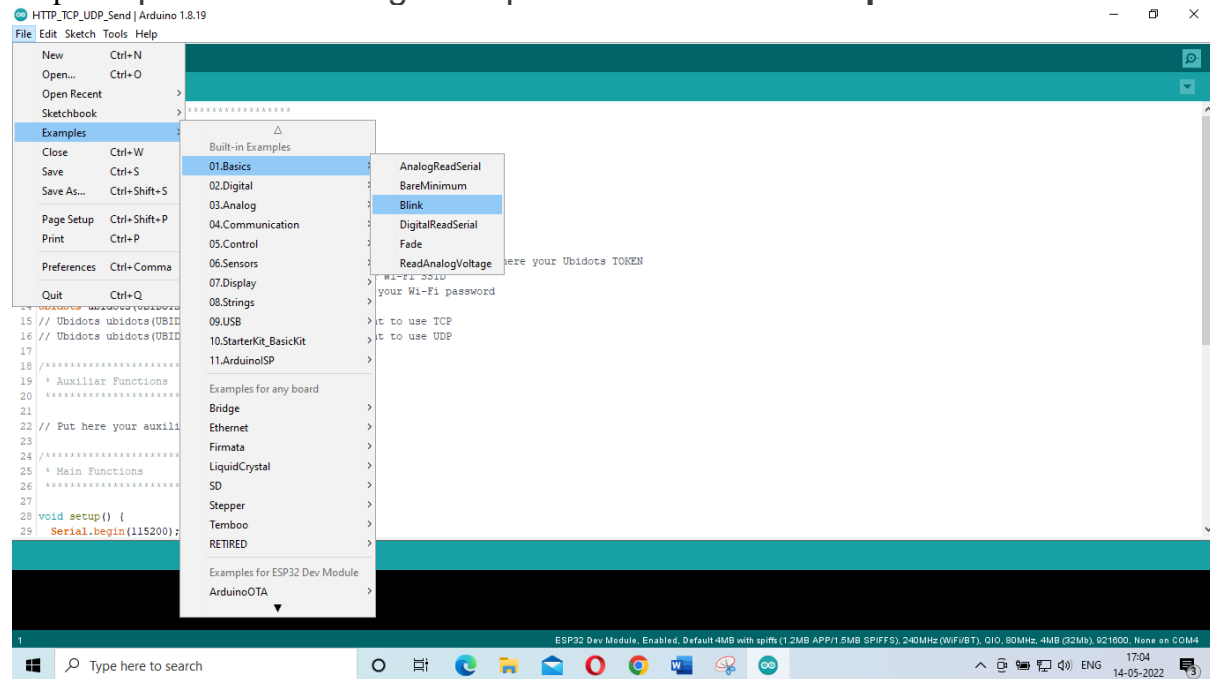 HTTP_TCP_UDP_Send | Arduino 1.8.19
File Edit Sketch Tools Help
New Ctrl+N
Open... Ctrl+O
Open Recent >
Sketchbook >
Examples
Close Ctrl+W
Save Ctrl+S
Save As... Ctrl+Shift+S
Page Setup Ctrl+Shift+P
Print Ctrl+P
Preferences Ctrl+Comma
Quit Ctrl+Q
Built-in Examples
01.Basics >
02.Digital >
03.Analog >
04.Communication >
05.Control >
06.Sensors >
07.Display >
08.Strings >
09.USB >
10.StarterKit_BasicKit >
11.ArduinoISP >
Examples for any board
Bridge >
Ethernet >
Firmata >
LiquidCrystal >
SD >
Stepper >
Temboo >
RETIRED >
Examples for ESP32 Dev Module
ArduinoOTA >
AnalogReadSerial
BareMinimum
Blink
DigitalReadSerial
Fade
ReadAnalogVoltage
*****************
here your Ubidots TOKEN
Wi-Fi SSID
your Wi-Fi password
15 // Ubidots ubidots(UBID
t to use TCP
16 // Ubidots ubidots(UBID
t to use UDP
17
18 /**********************
19 * Auxiliar Functions
20 **********************
21
22 // Put here your auxili
23
24 /**********************
25 * Main Functions
26 **********************
27
28 void setup() {
29 Serial.begin(115200);
1
ESP32 Dev Module, Enabled, Default 4MB with spiffs (1.2MB APP/1.5MB SPIFFS), 240MHz (WiFi/BT), QIO, 80MHz, 4MB (32Mb), 921600, None on COM4
Type here to search
ENG
17:04
14-05-2022
3